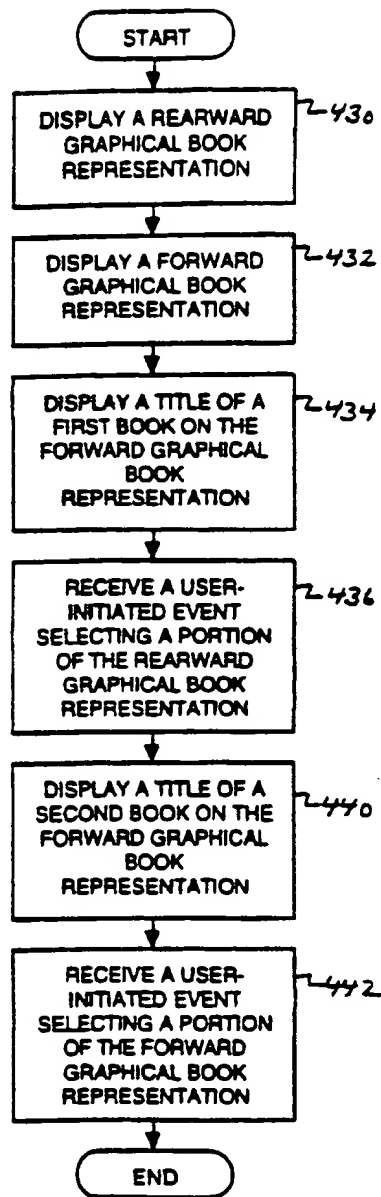 START
DISPLAY A REARWARD
GRAPHICAL BOOK
REPRESENTATION
430
DISPLAY A FORWARD
GRAPHICAL BOOK
REPRESENTATION
432
DISPLAY A TITLE OF A
FIRST BOOK ON THE
FORWARD GRAPHICAL
BOOK
REPRESENTATION
434
RECEIVE A USER-
INITIATED EVENT
SELECTING A PORTION
OF THE REARWARD
GRAPHICAL BOOK
REPRESENTATION
436
DISPLAY A TITLE OF A
SECOND BOOK ON THE
FORWARD GRAPHICAL
BOOK
REPRESENTATION
440
RECEIVE A USER-
INITIATED EVENT
SELECTING A PORTION
OF THE FORWARD
GRAPHICAL BOOK
REPRESENTATION
442
END